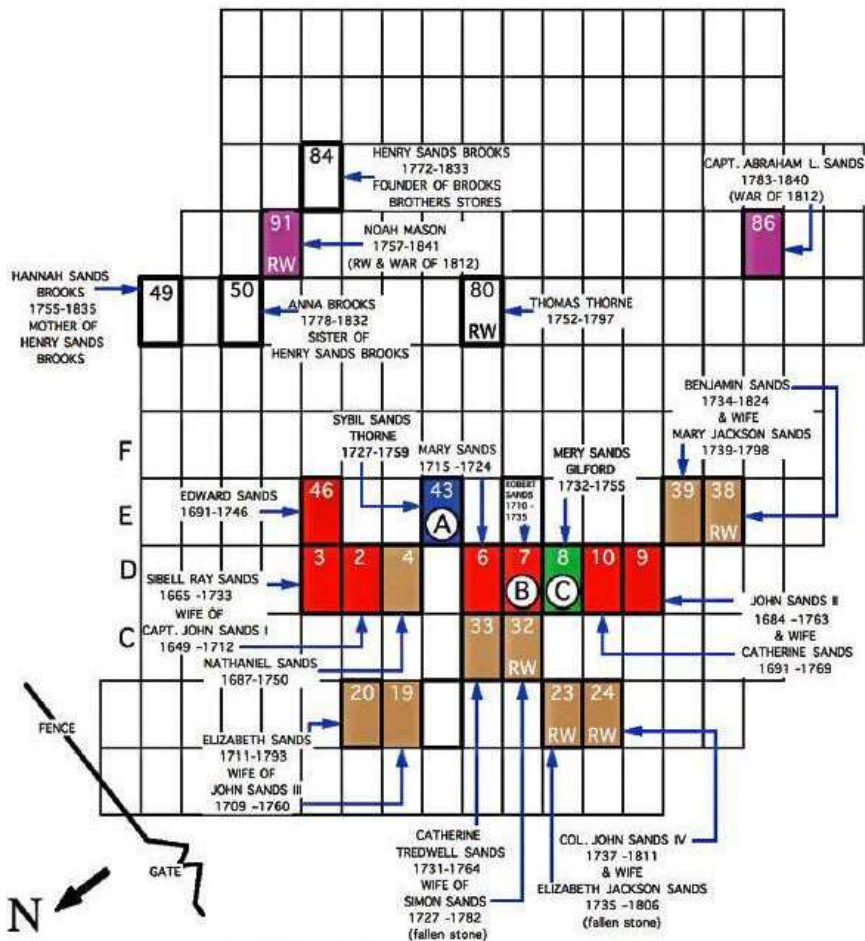 84
HENRY SANDS BROOKS
1772-1833
FOUNDER OF BROOKS
BROTHERS STORES
CAPT. ABRAHAM L. SANDS
1783-1840
(WAR OF 1812)
91
RW
NOAH MASON
1757-1841
(RW & WAR OF 1812)
86
HANNAH SANDS
BROOKS
1755-1835
MOTHER OF
HENRY SANDS
BROOKS
49
50
ANNA BROOKS
1778-1832
SISTER OF
HENRY SANDS BROOKS
80
RW
THOMAS THORNE
1752-1797
BENJAMIN SANDS
1734-1824
& WIFE
MARY JACKSON SANDS
1739-1798
F
SYBIL SANDS
THORNE
1727-1759
MARY SANDS
1715 -1724
MERY SANDS
GILFORD
1732-1755
E
EDWARD SANDS
1691-1746
46
43
A
ROBERT
SANDS
1710 -
1735
39
38
RW
D
3
2
4
6
7
B
8
C
10
9
SIBELL RAY SANDS
1665 -1733
WIFE OF
CAPT. JOHN SANDS I
1649 -1712
JOHN SANDS II
1684 -1763
& WIFE
CATHERINE SANDS
1691 -1769
C
NATHANIEL SANDS
1687-1750
33
32
RW
20
19
23
RW
24
RW
FENCE
ELIZABETH SANDS
1711-1793
WIFE OF
JOHN SANDS III
1709 -1760
GATE
N
CATHERINE
TREDWELL SANDS
1731-1764
WIFE OF
SIMON SANDS
1727 -1782
(fallen stone)
COL. JOHN SANDS IV
1737 -1811
& WIFE
ELIZABETH JACKSON SANDS
1735 -1806
(fallen stone)